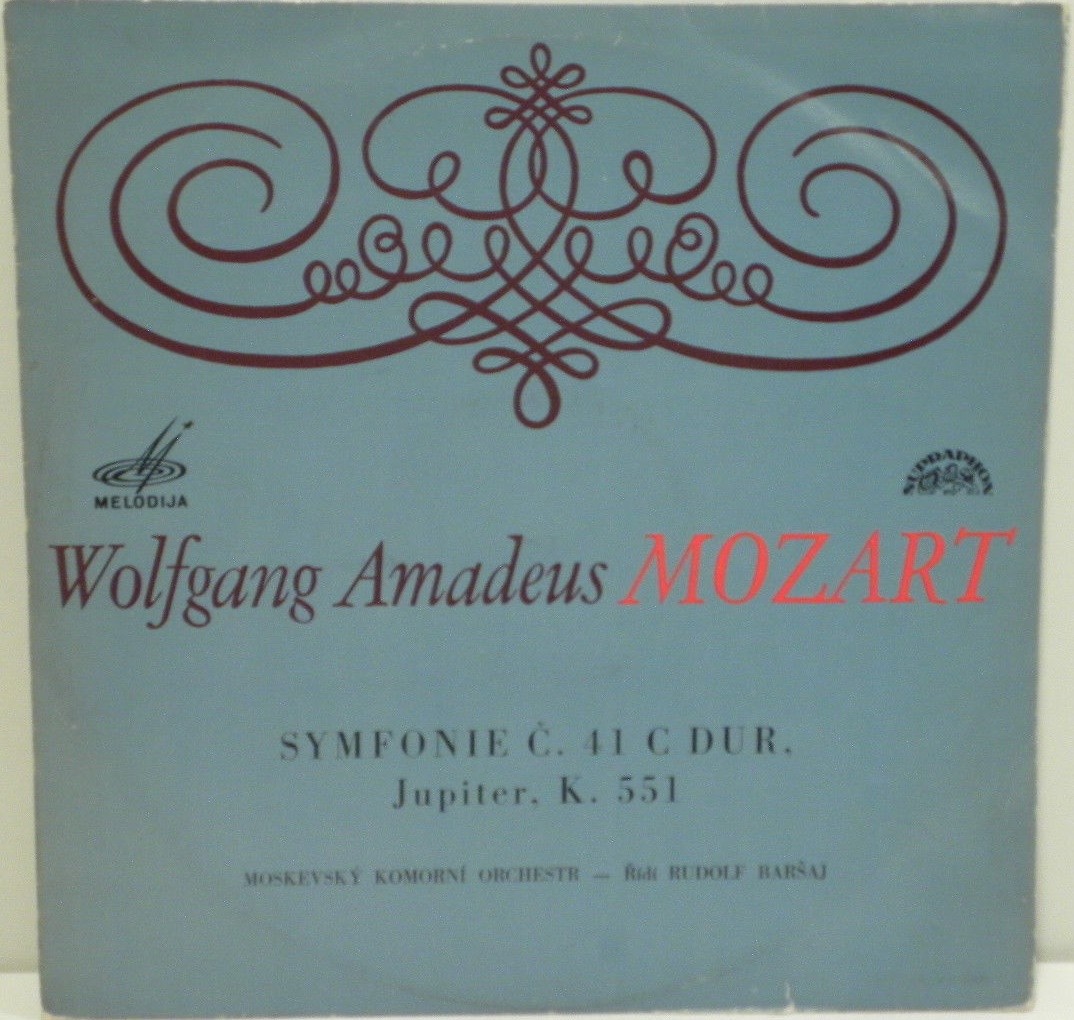 MELODIJA
SUPRAPHON
Wolfgang Amadeus MOZART
SYMFONIE Č. 41 C DUR,
Jupiter, K. 551
MOSKEVSKÝ KOMORNÍ ORCHESTR — Řídí RUDOLF BARŠAJ